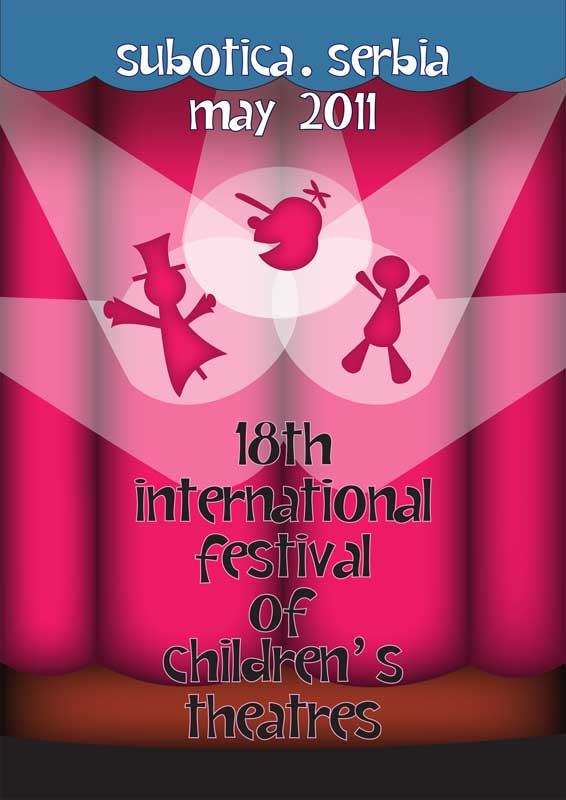 subotica. serbia
may 2011
18th
international
festival
of
children's
theatres